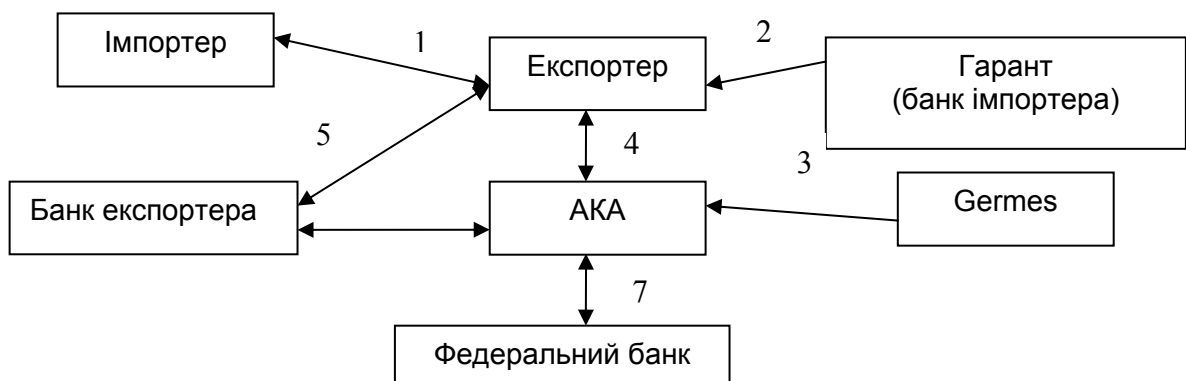 Імпортер
1
Експортер
2
Гарант
(банк імпортера)
5
4
3
Банк експортера
АКА
Germes
7
Федеральний банк